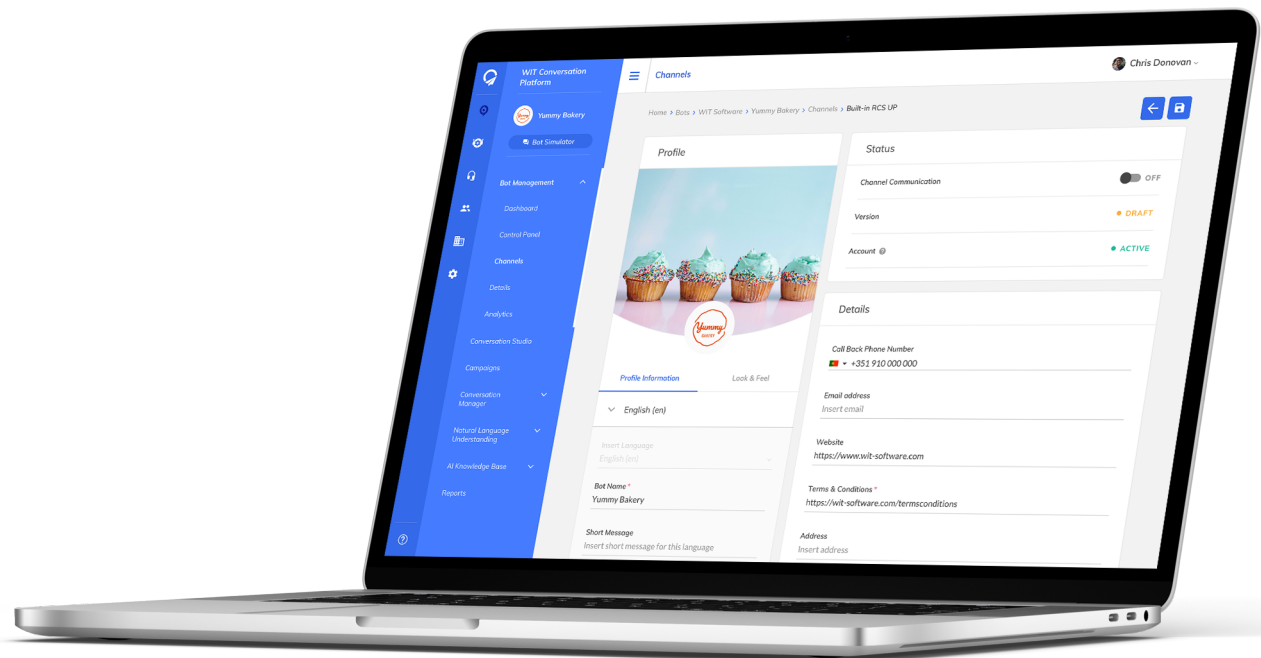 WIT Conversation
Platform
Yummy Bakery
Bot Simulator
Bot Management
Dashboard
Control Panel
Channels
Details
Analytics
Conversation Studio
Campaigns
Conversation
Manager
Natural Language
Understanding
AI Knowledge Base
Reports
Channels
Chris Donovan
Home > Bots > WIT Software > Yummy Bakery > Channels > Built-in RCS UP
Profile
Yummy
BAKERY
Profile Information
Look & Feel
English (en)
Insert Language
English (en)
Bot Name *
Yummy Bakery
Short Message
Insert short message for this language
Status
Channel Communication
OFF
Version
DRAFT
Account
ACTIVE
Details
Call Back Phone Number
+351 910 000 000
Email address
Insert email
Website
https://www.wit-software.com
Terms & Conditions *
https://wit-software.com/termsconditions
Address
Insert address